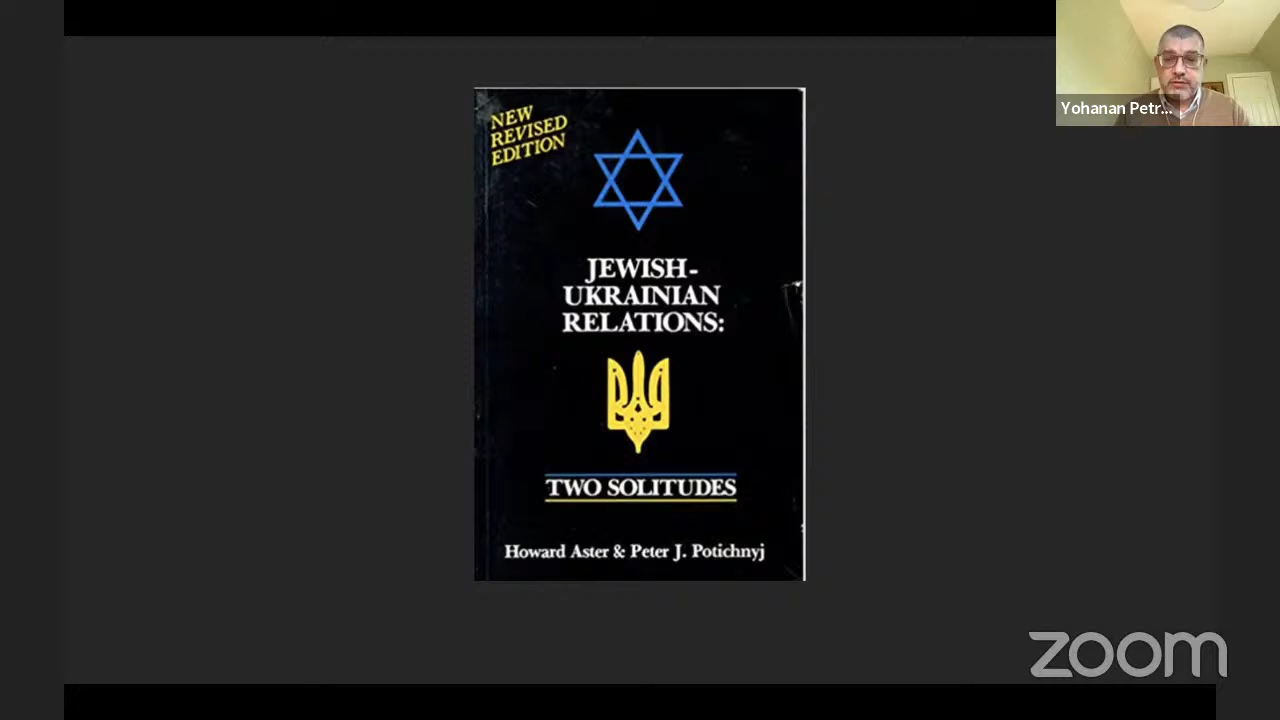 Yohanan Petr...
NEW
REVISED
EDITION
JEWISH-
UKRAINIAN
RELATIONS:
TWO SOLITUDES
Howard Aster & Peter J. Potichnyj
zoom